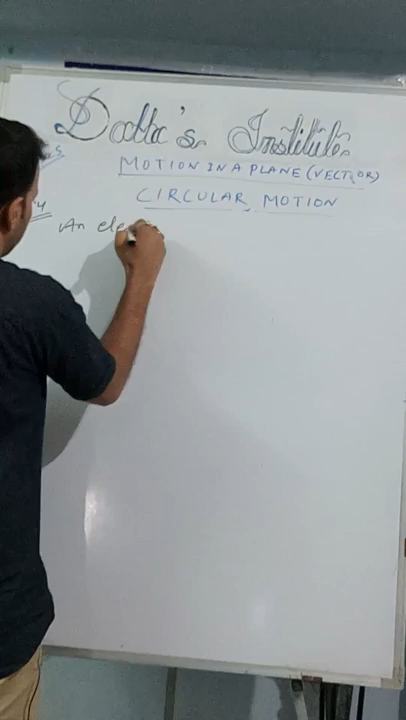 Datta's Institute
MOTION IN A PLANE (VECTOR)
CIRCULAR MOTION
An ele